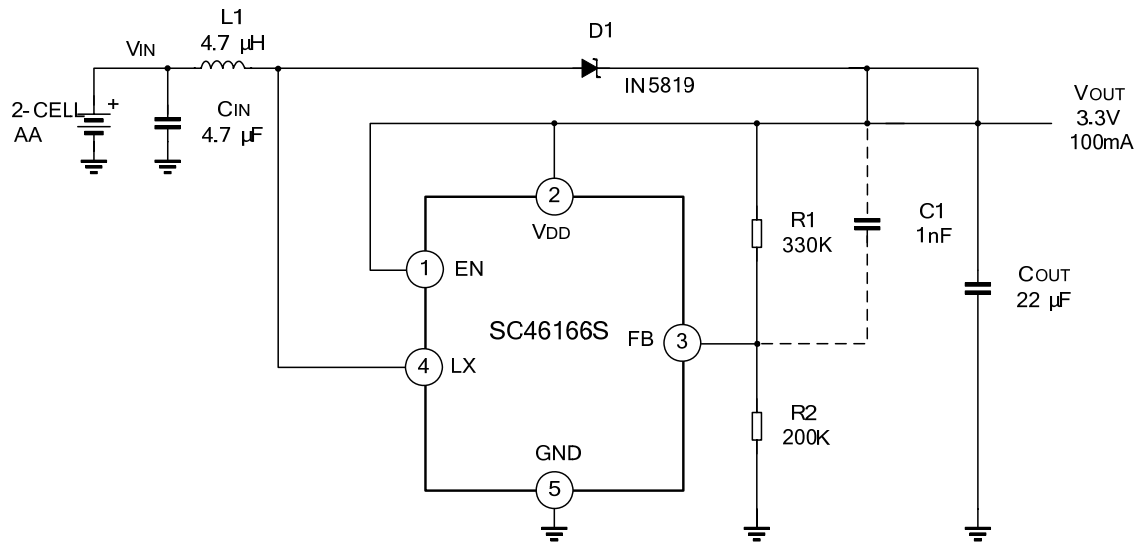 L1
4.7 µH
VIN
2-CELL
AA
+
CIN
4.7 µF
D1
IN5819
VOUT
3.3V
100mA
2
VDD
1
EN
SC46166S
4
LX
FB
3
GND
5
R1
330K
R2
200K
C1
1nF
COUT
22 µF